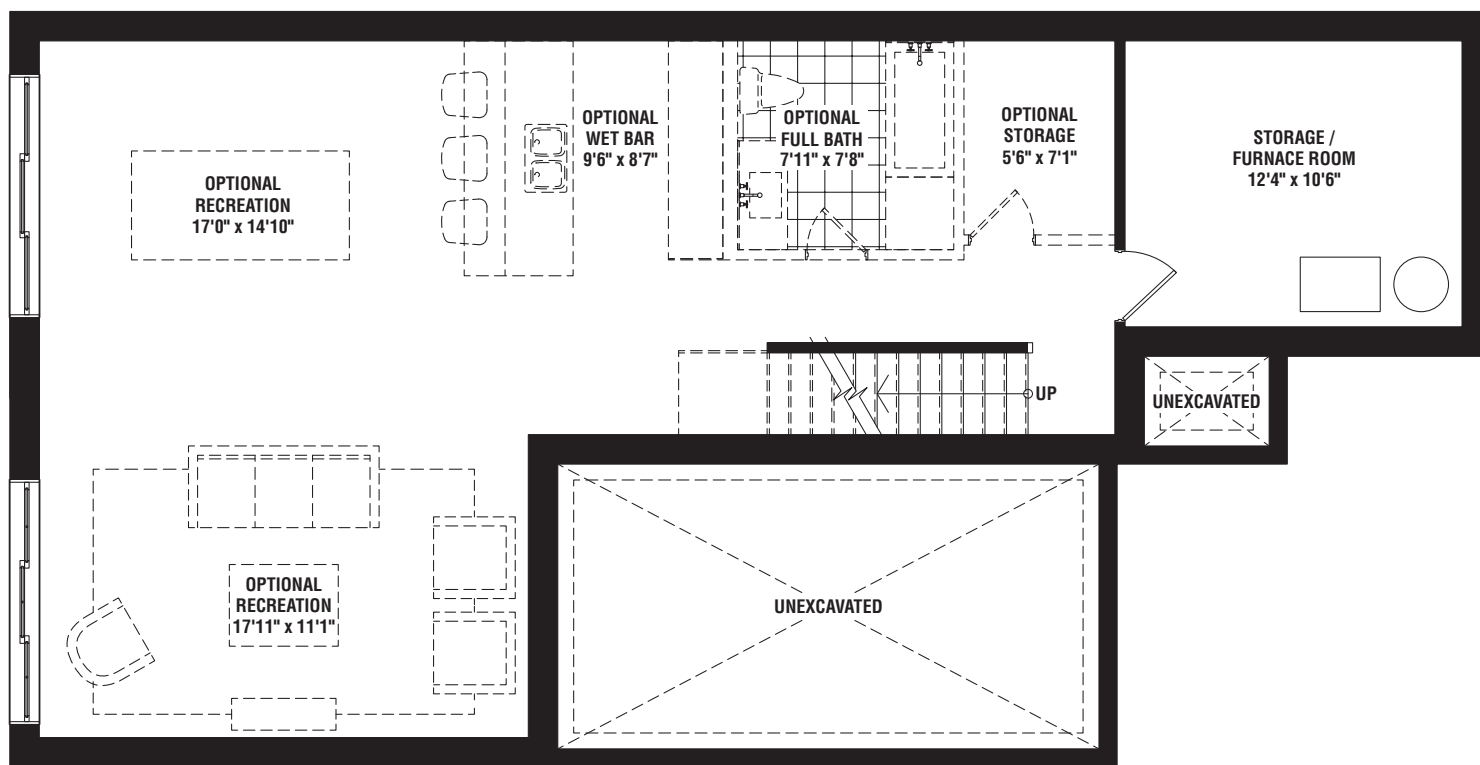 OPTIONAL
RECREATION
17'0" x 14'10"
OPTIONAL
WET BAR
9'6" x 8'7"
OPTIONAL
FULL BATH
7'11" x 7'8"
OPTIONAL
STORAGE
5'6" x 7'1"
STORAGE /
FURNACE ROOM
12'4" x 10'6"
UP
UNEXCAVATED
OPTIONAL
RECREATION
17'11" x 11'1"
UNEXCAVATED